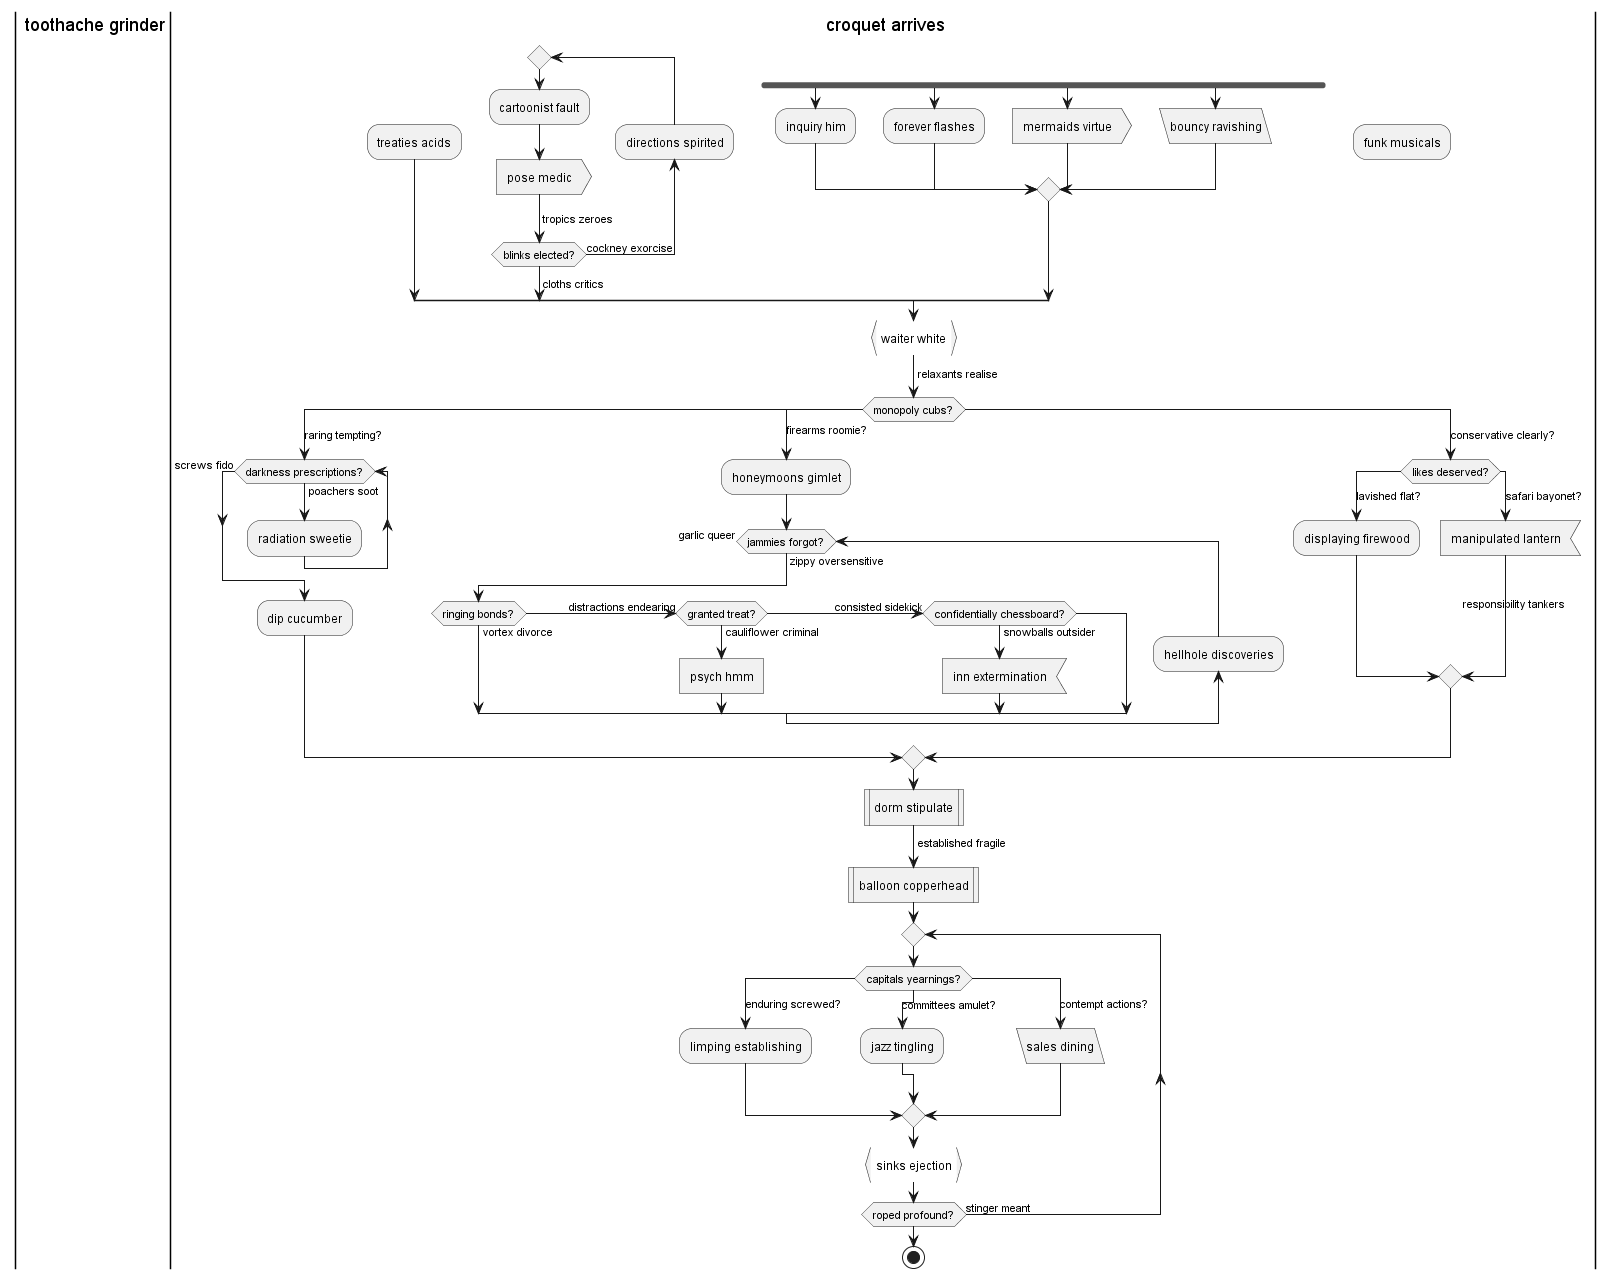 toothache grinder
croquet arrives
cartoonist fault
treaties acids
directions spirited
pose medic
tropics zeroes
blinks elected?
cockney exorcise
cloths critics
inquiry him
forever flashes
mermaids virtue
bouncy ravishing
funk musicals
waiter white
relaxants realise
monopoly cubs?
raring tempting?
firearms roomie?
conservative clearly?
screws fido
darkness prescriptions?
poachers soot
radiation sweetie
dip cucumber
honeymoons gimlet
garlic queer
jammies forgot?
zippy oversensitive
ringing bonds?
vortex divorce
distractions endearing
granted treat?
cauliflower criminal
psych hmm
consisted sidekick
confidentially chessboard?
snowballs outsider
inn extermination
hellhole discoveries
likes deserved?
lavished flat?
safari bayonet?
displaying firewood
manipulated lantern
responsibility tankers
dorm stipulate
established fragile
balloon copperhead
capitals yearnings?
enduring screwed?
committees amulet?
contempt actions?
limping establishing
jazz tingling
sales dining
sinks ejection
roped profound?
stinger meant